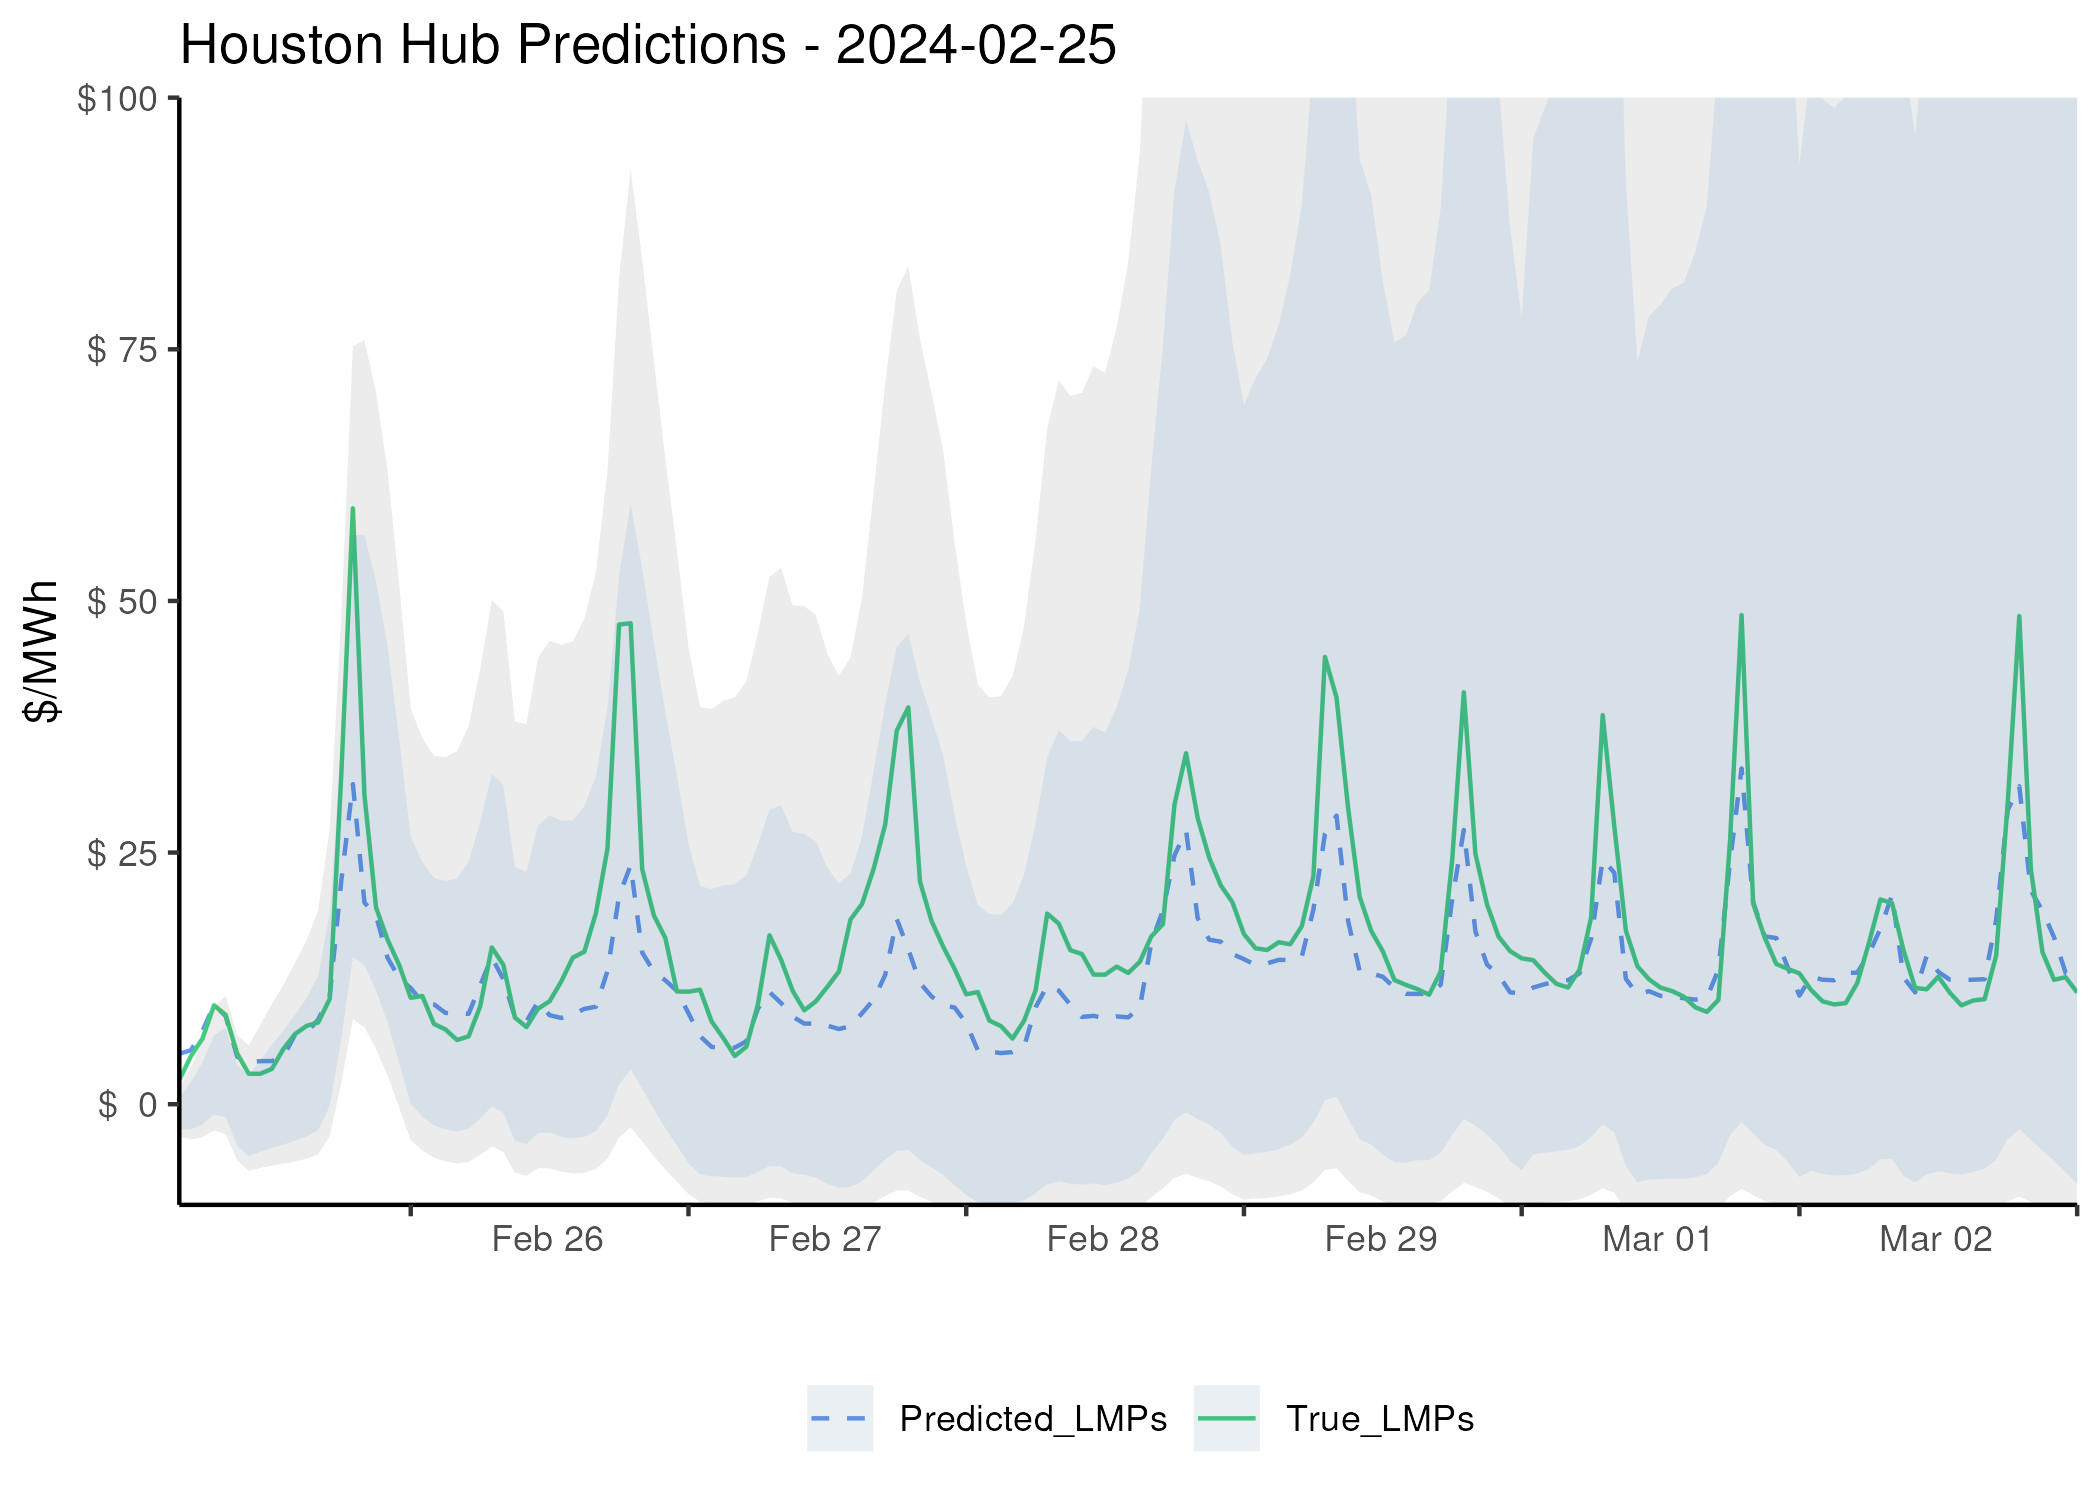 Houston Hub Predictions - 2024-02-25
$100
$ 75
$ 50
$ 25
$ 0
$/MWh
Feb 26 Feb 27 Feb 28 Feb 29 Mar 01 Mar 02
Predicted_LMPs True_LMPs